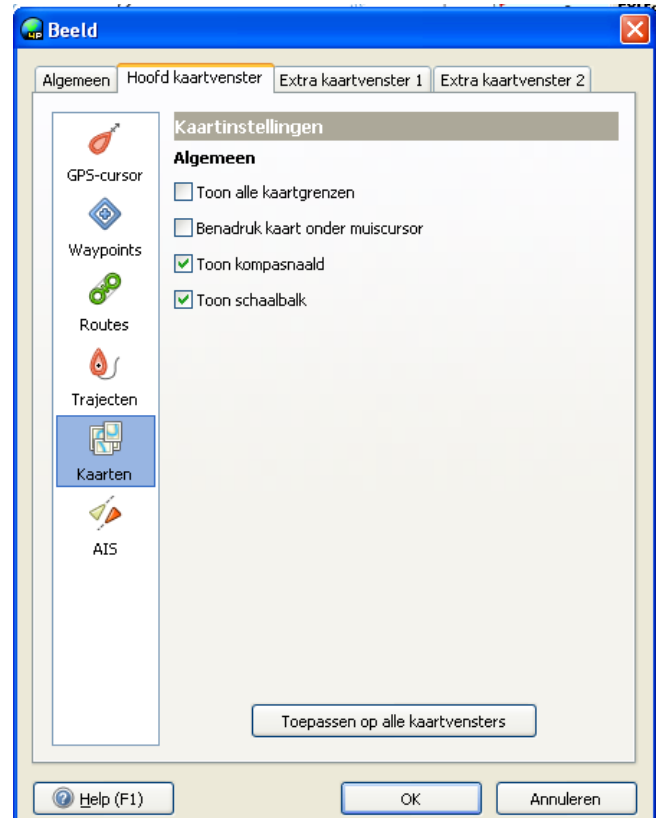 Beeld
Algemeen
Hoofd kaartvenster
Extra kaartvenster 1
Extra kaartvenster 2
GPS-cursor
Waypoints
Routes
Trajecten
Kaarten
AIS
Kaartinstellingen
Algemeen
Toon alle kaartgrenzen
Benadruk kaart onder muiscursor
Toon kompasnaald
Toon schaalbalk
Toepassen op alle kaartvensters
Help (F1)
OK
Annuleren